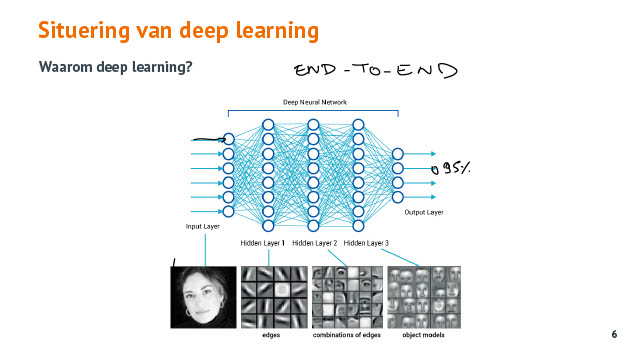 Situering van deep learning
Waarom deep learning?
END-TO-END
Deep Neural Network
95%
Output Layer
Input Layer
Hidden Layer 1 Hidden Layer 2 Hidden Layer 3
edges combinations of edges object models
6